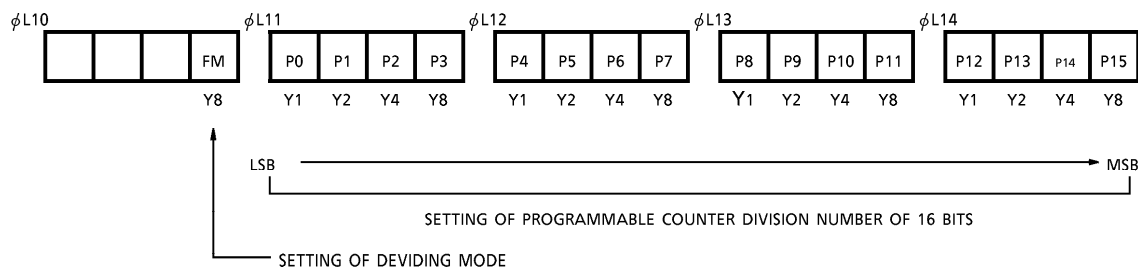 φL10 φL11 φL12 φL13 φL14
FM P0 P1 P2 P3 P4 P5 P6 P7 P8 P9 P10 P11 P12 P13 P14 P15
Y8 Y1 Y2 Y4 Y8 Y1 Y2 Y4 Y8 Y1 Y2 Y4 Y8 Y1 Y2 Y4 Y8
LSB MSB
SETTING OF PROGRAMMABLE COUNTER DIVISION NUMBER OF 16 BITS
SETTING OF DEVIDING MODE